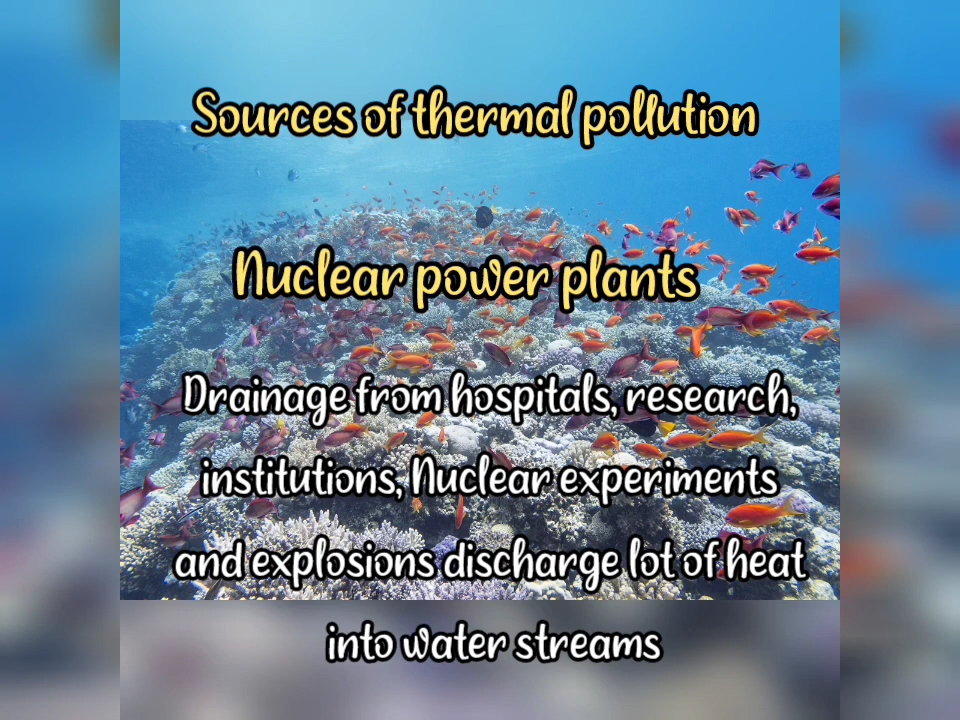 Sources of thermal pollution
Nuclear power plants
Drainage from hospitals, research,
institutions, Nuclear experiments
and explosions discharge lot of heat
into water streams